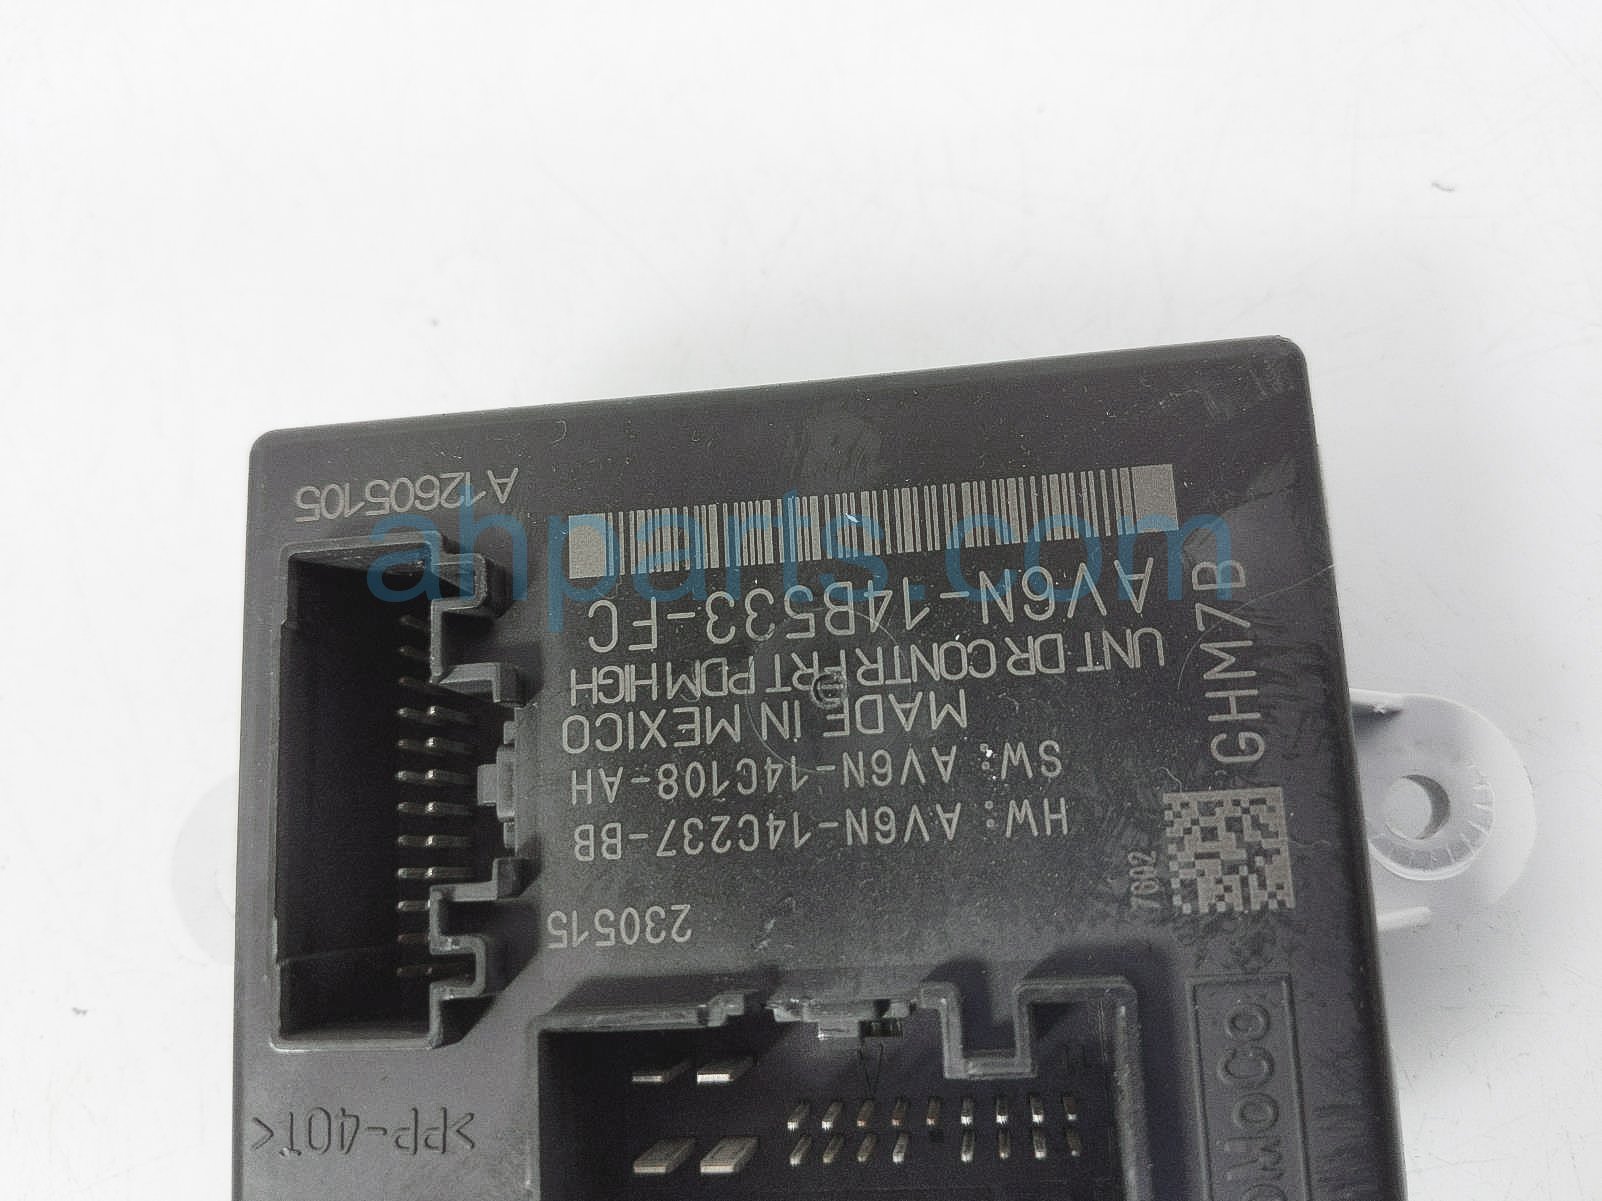 A12605105
AV6N-14B533-FC
UNT DR CONTR FRT PDM HIGH
MADE IN MEXICO
SW: AV6N-14C108-AH
HW: AV6N-14C237-BB
230515
GHM7B
7602
>PP-40T<
ahparts.com